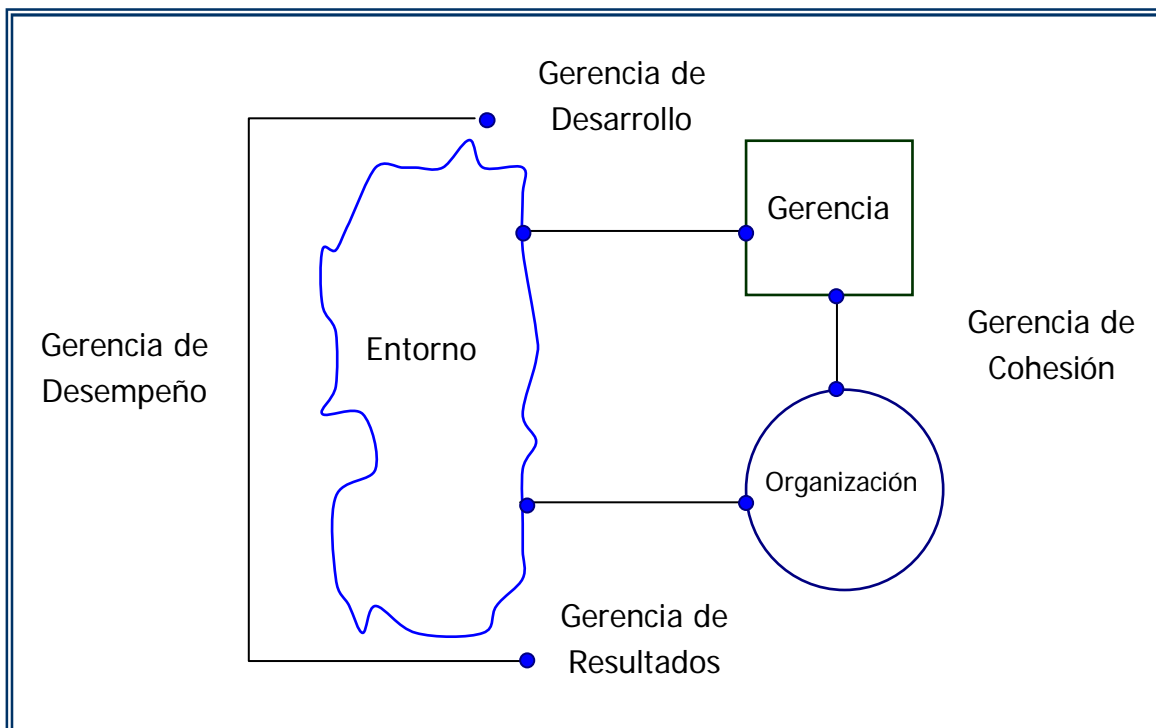 Gerencia de
Desarrollo
Gerencia
Gerencia de
Desempeño
Entorno
Gerencia de
Cohesión
Organización
Gerencia de
Resultados